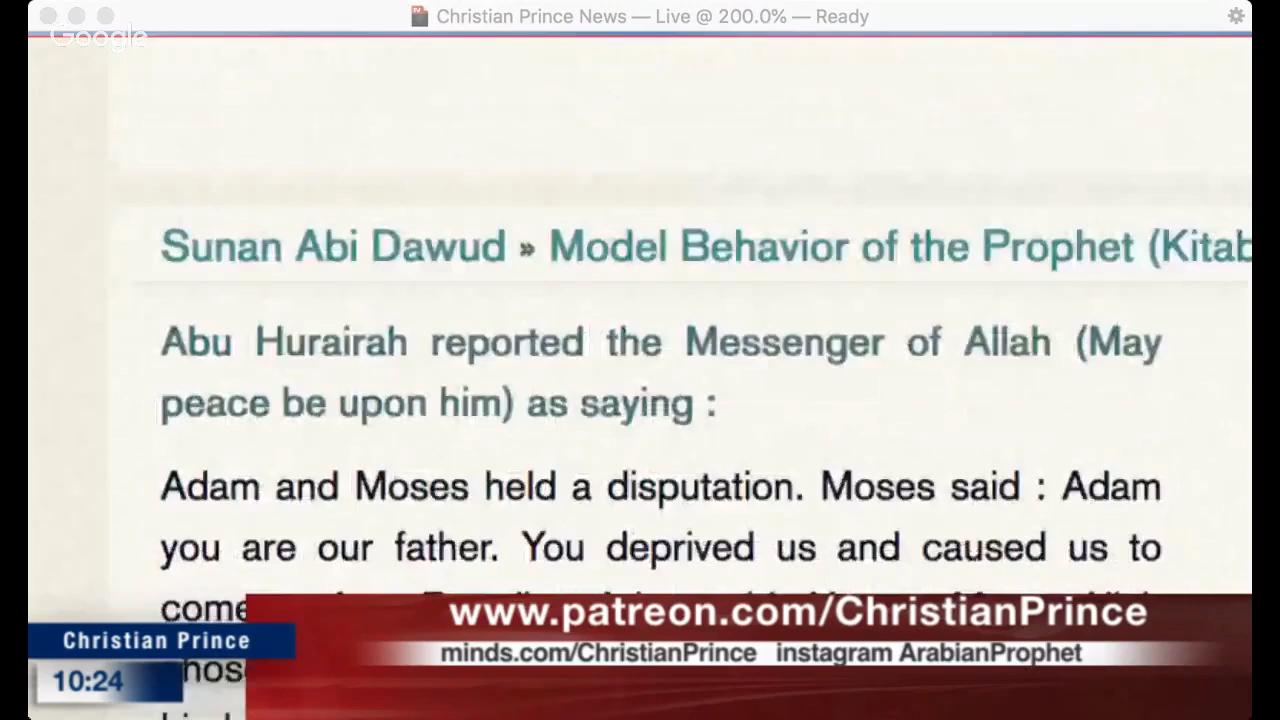 Christian Prince News — Live @ 200.0% — Ready
Google
Sunan Abi Dawud » Model Behavior of the Prophet (Kitab
Abu Hurairah reported the Messenger of Allah (May
peace be upon him) as saying :
Adam and Moses held a disputation. Moses said : Adam
you are our father. You deprived us and caused us to
come
www.patreon.com/ChristianPrince
Christian Prince
minds.com/ChristianPrince instagram ArabianProphet
10:24